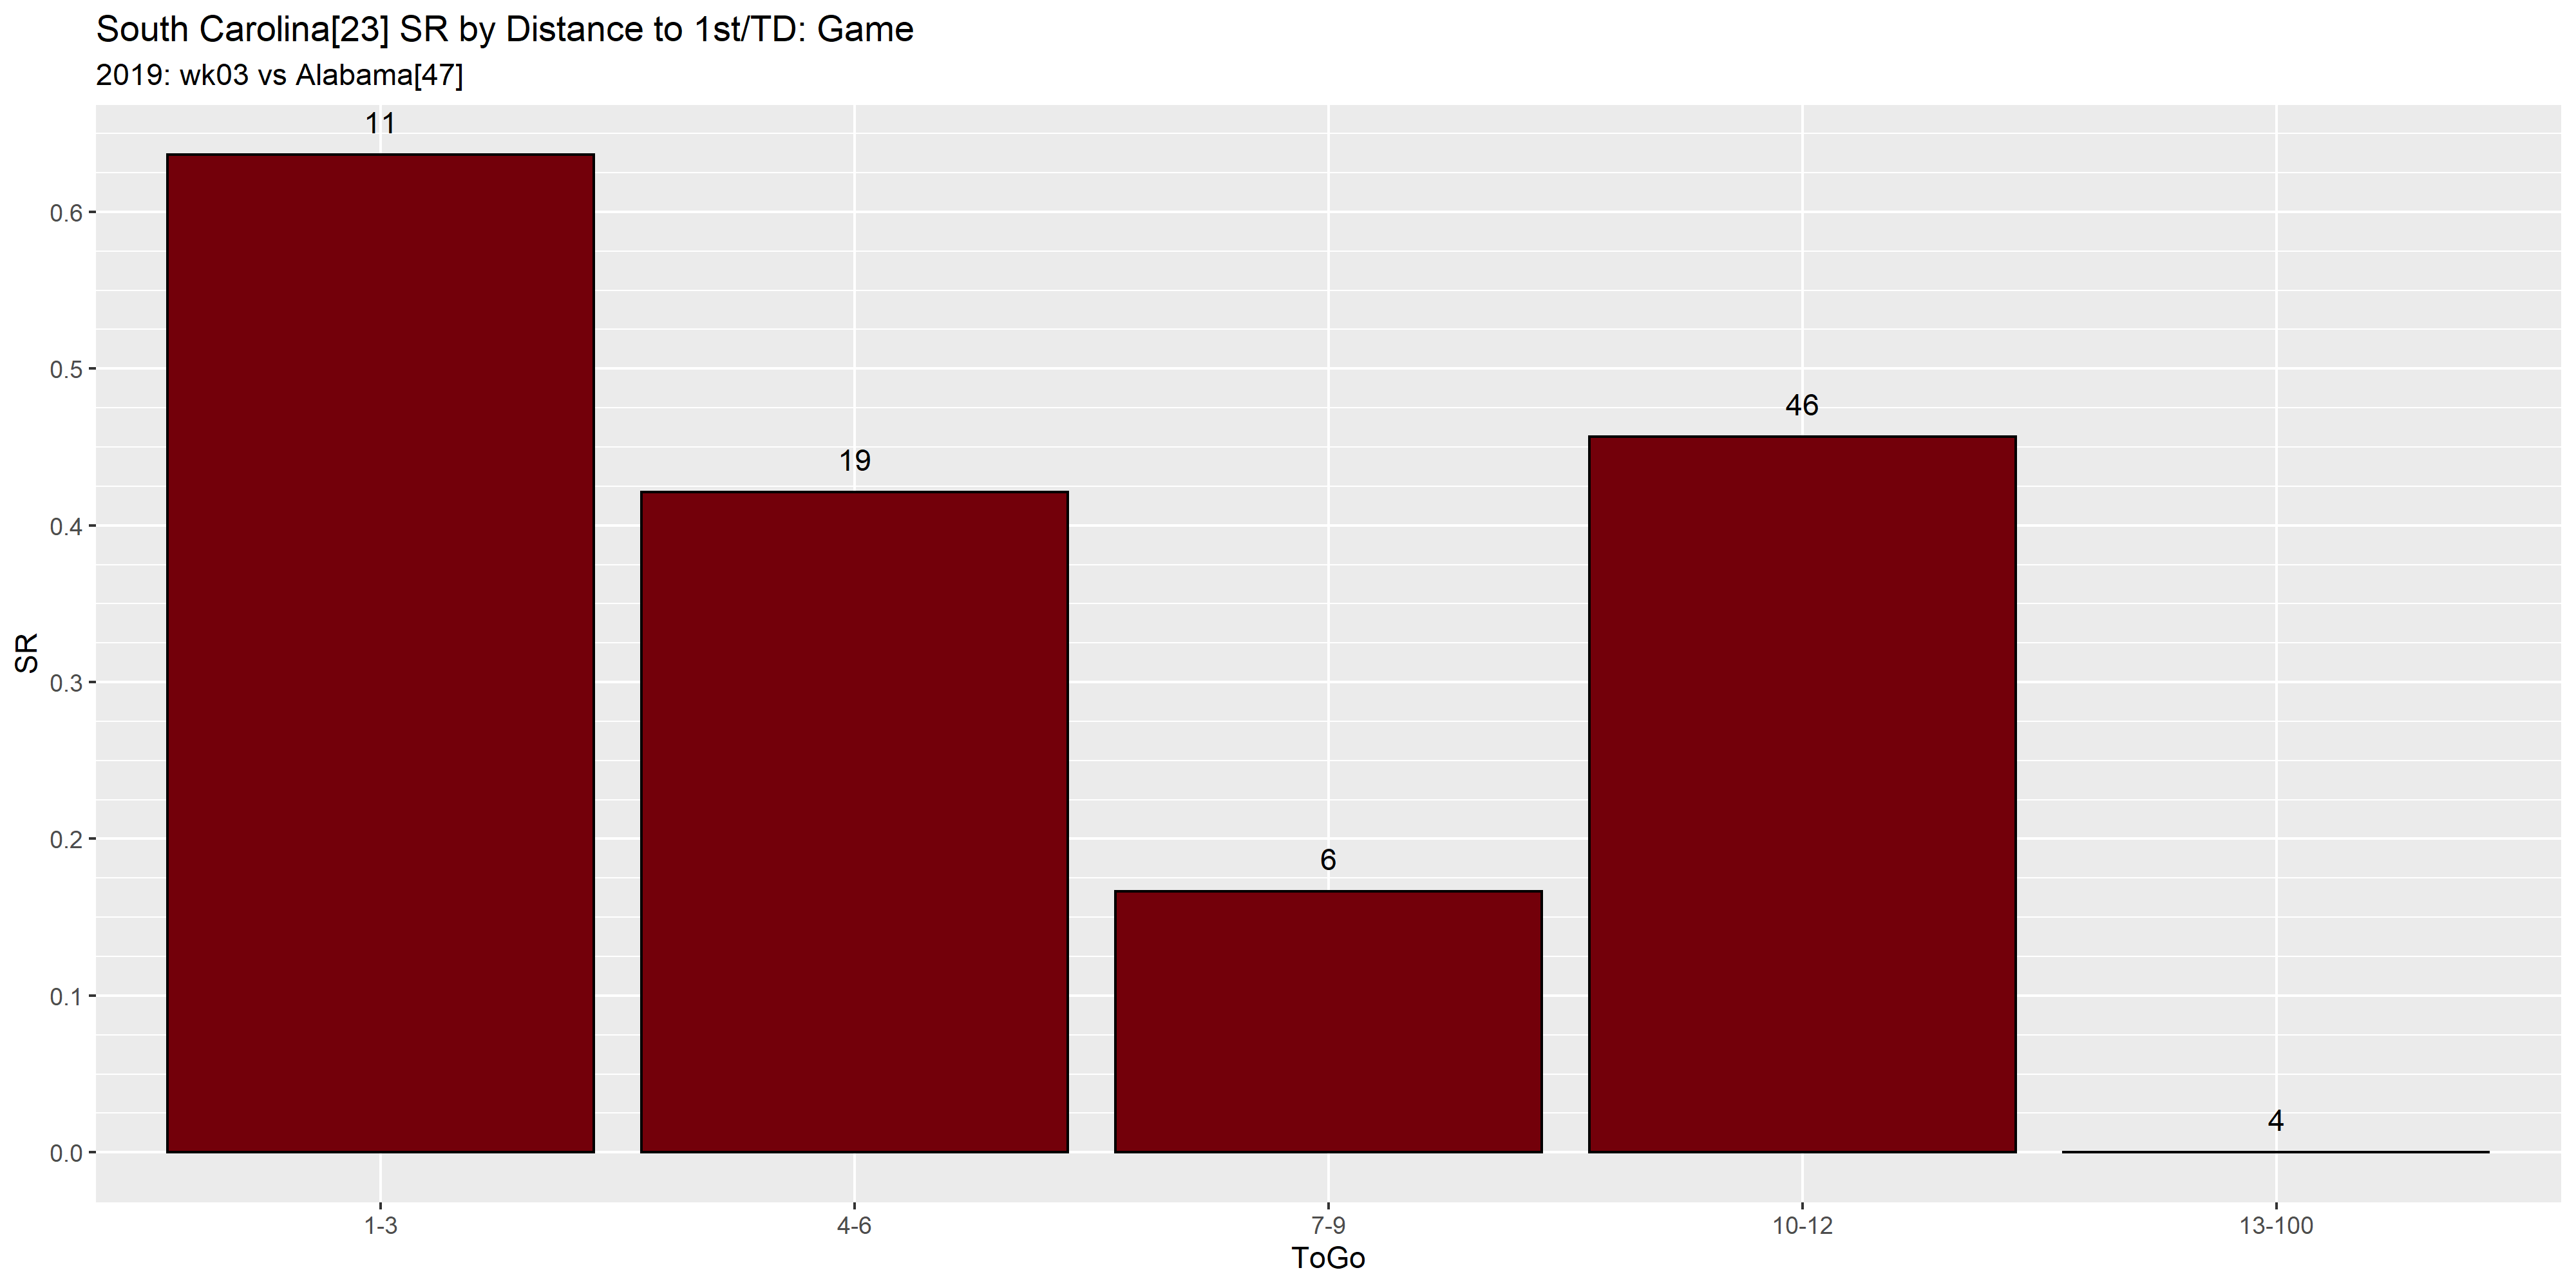 South Carolina[23] SR by Distance to 1st/TD: Game
2019: wk03 vs Alabama[47]
11
0.6
0.5
46
19
0.4
SR
0.3
0.2
6
0.1
4
0.0
1-3 4-6 7-9 10-12 13-100
ToGo